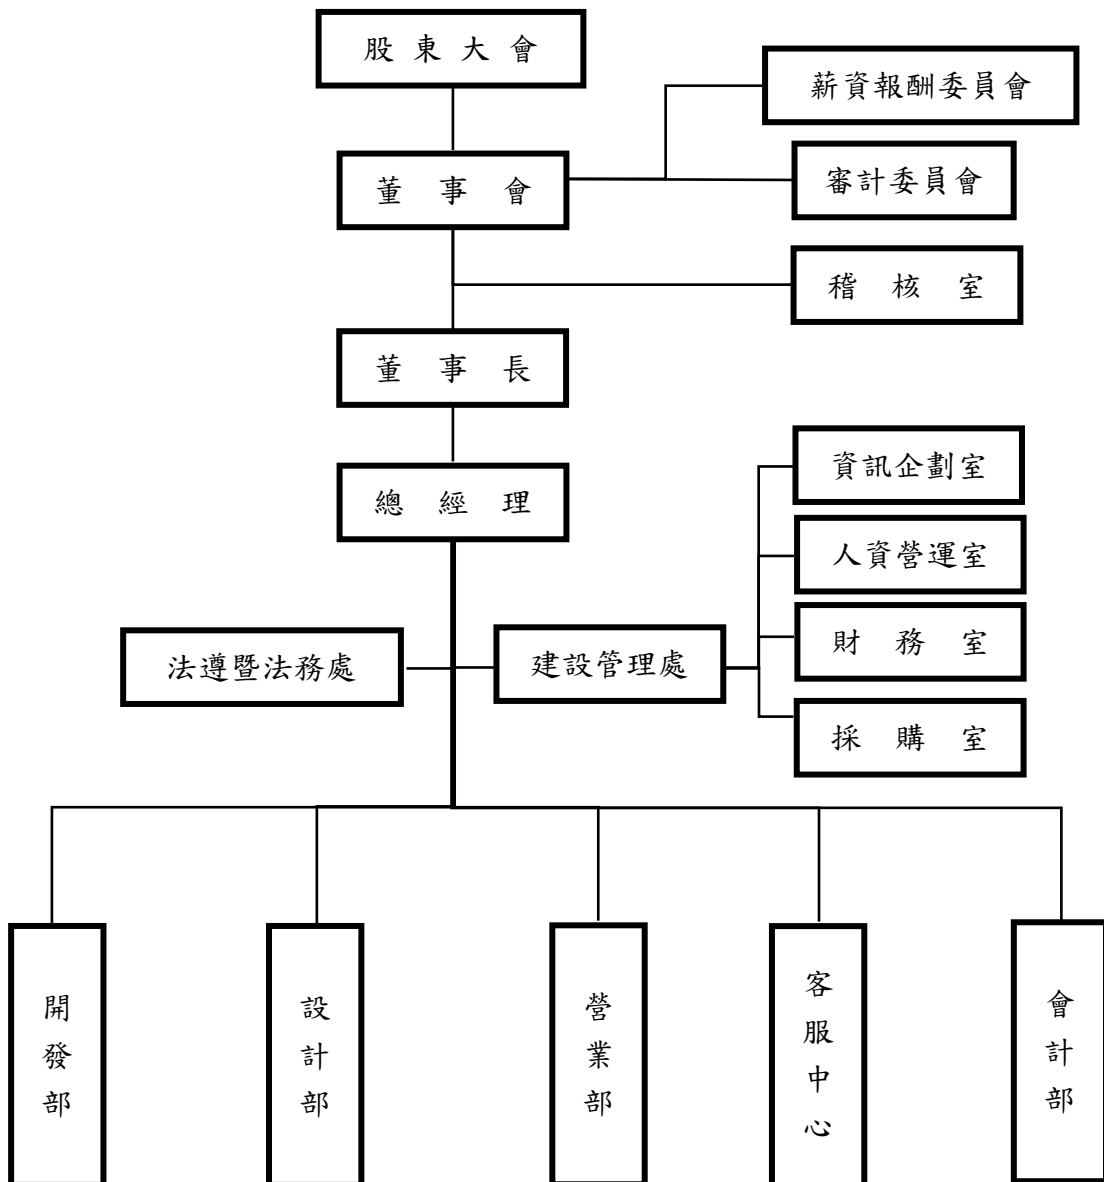 股東大會
薪資報酬委員會
董事會
審計委員會
稽核室
董事長
資訊企劃室
總經理
人資營運室
財務室
法遵暨法務處
建設管理處
採購室
開發部
設計部
營業部
客服中心
會計部